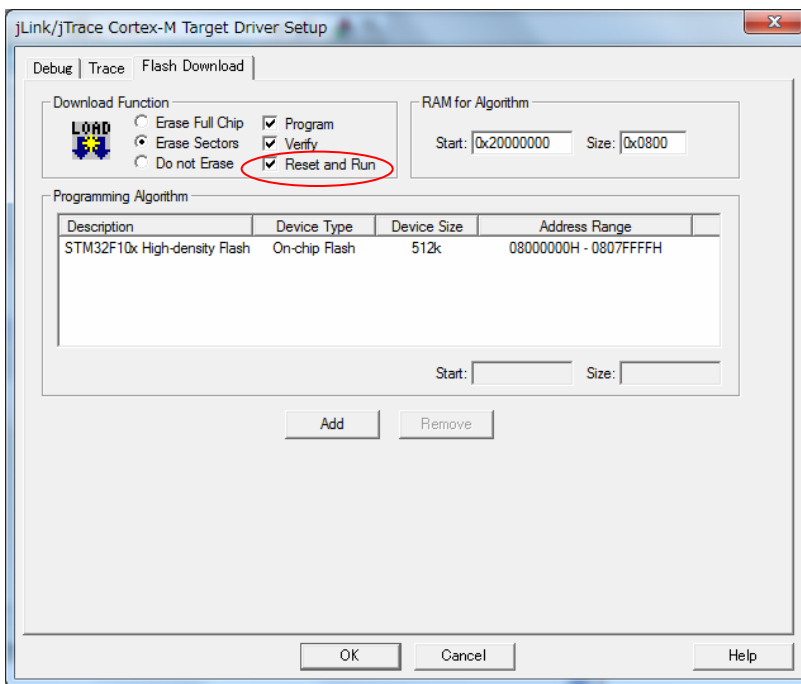 jLink/jTrace Cortex-M Target Driver Setup
Debug Trace Flash Download
Download Function
LOAD
Erase Full Chip
Erase Sectors
Do not Erase
Program
Verify
Reset and Run
RAM for Algorithm
Start: 0x20000000 Size: 0x0800
Programming Algorithm
Description Device Type Device Size Address Range
STM32F10x High-density Flash On-chip Flash 512k 08000000H - 0807FFFFH
Start: Size:
Add Remove
OK Cancel Help